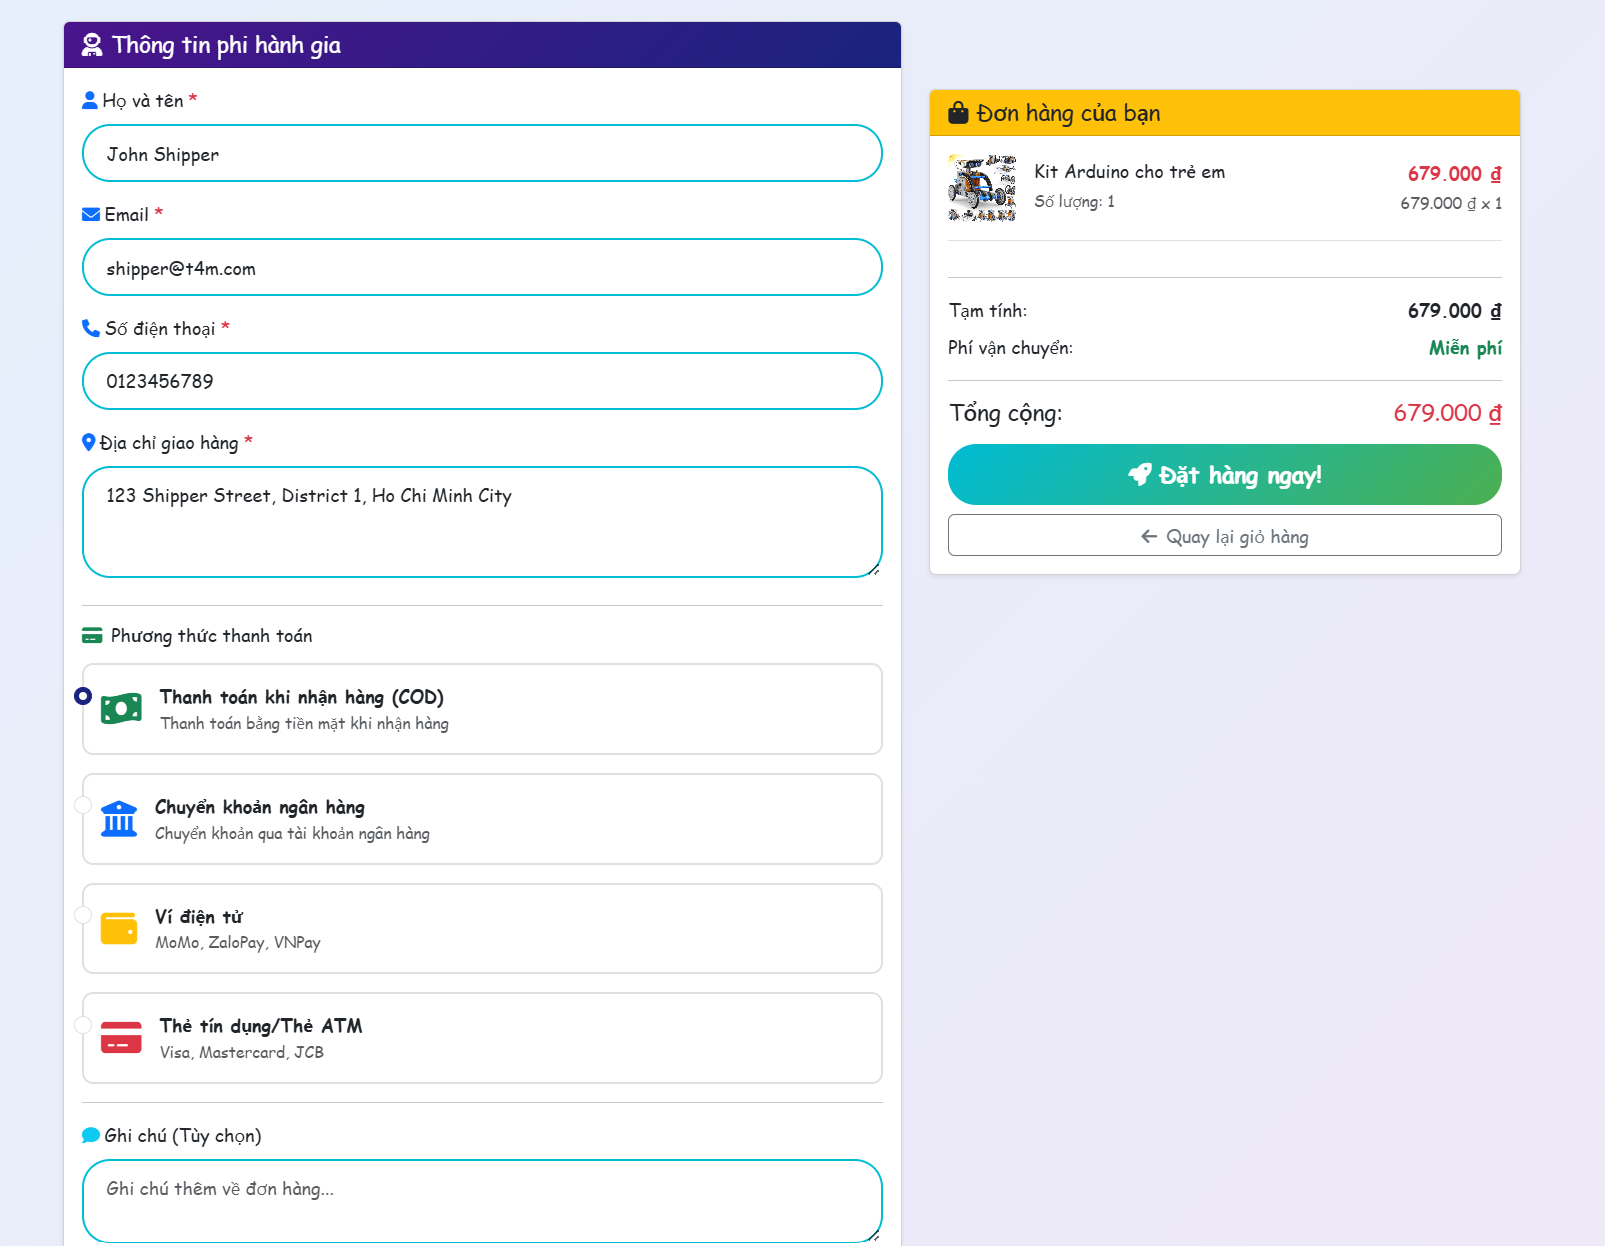 Thông tin phi hành gia
Họ và tên *
John Shipper
Email *
shipper@t4m.com
Số điện thoại *
0123456789
Địa chỉ giao hàng *
123 Shipper Street, District 1, Ho Chi Minh City
Phương thức thanh toán
Thanh toán khi nhận hàng (COD)
Thanh toán bằng tiền mặt khi nhận hàng
Chuyển khoản ngân hàng
Chuyển khoản qua tài khoản ngân hàng
Ví điện tử
MoMo, ZaloPay, VNPay
Thẻ tín dụng/Thẻ ATM
Visa, Mastercard, JCB
Ghi chú (Tùy chọn)
Ghi chú thêm về đơn hàng...
Đơn hàng của bạn
Kit Arduino cho trẻ em
679.000 ₫
Số lượng: 1
679.000 ₫ x 1
Tạm tính:
679.000 ₫
Phí vận chuyển:
Miễn phí
Tổng cộng:
679.000 ₫
Đặt hàng ngay!
Quay lại giỏ hàng